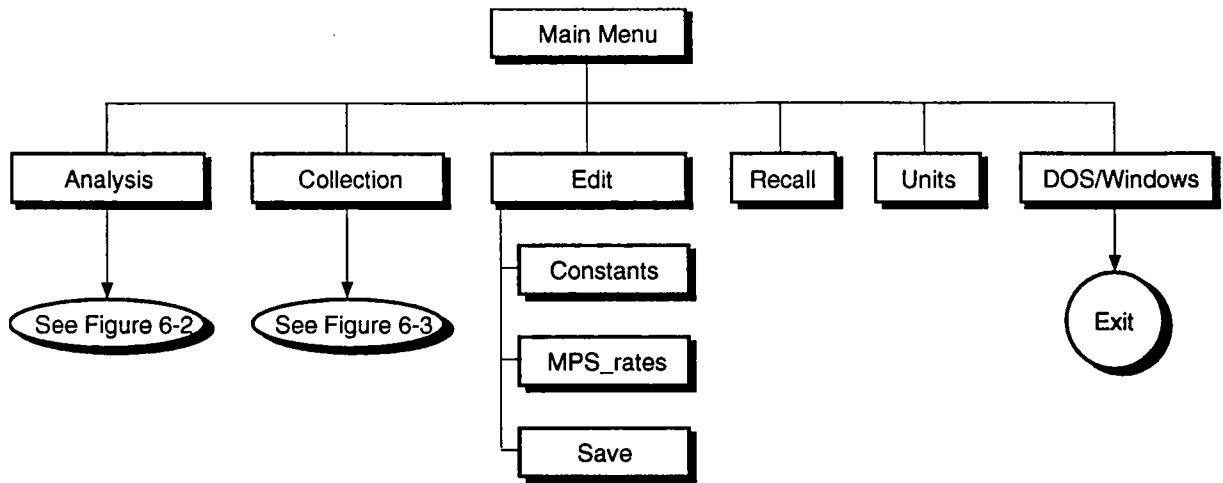 Main Menu
Analysis
Collection
Edit
Recall
Units
DOS/Windows
See Figure 6-2
See Figure 6-3
Constants
MPS_rates
Save
Exit